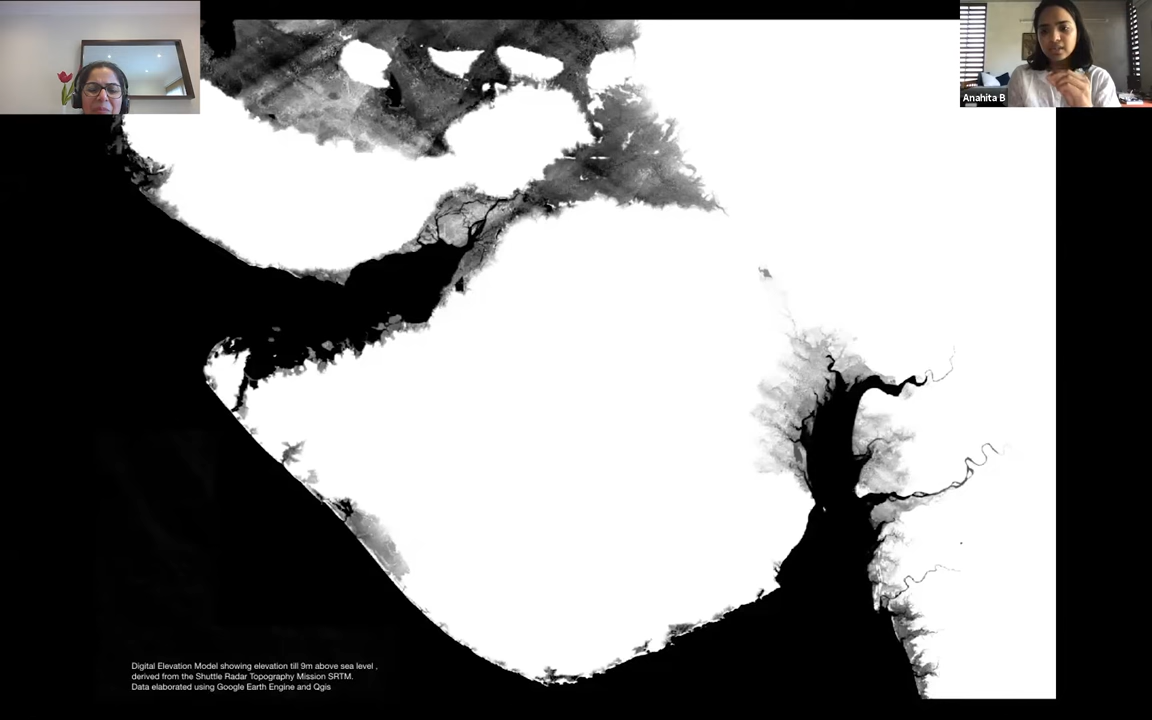 Anahita B
Digital Elevation Model showing elevation till 9m above sea level ,
derived from the Shuttle Radar Topography Mission SRTM.
Data elaborated using Google Earth Engine and Qgis